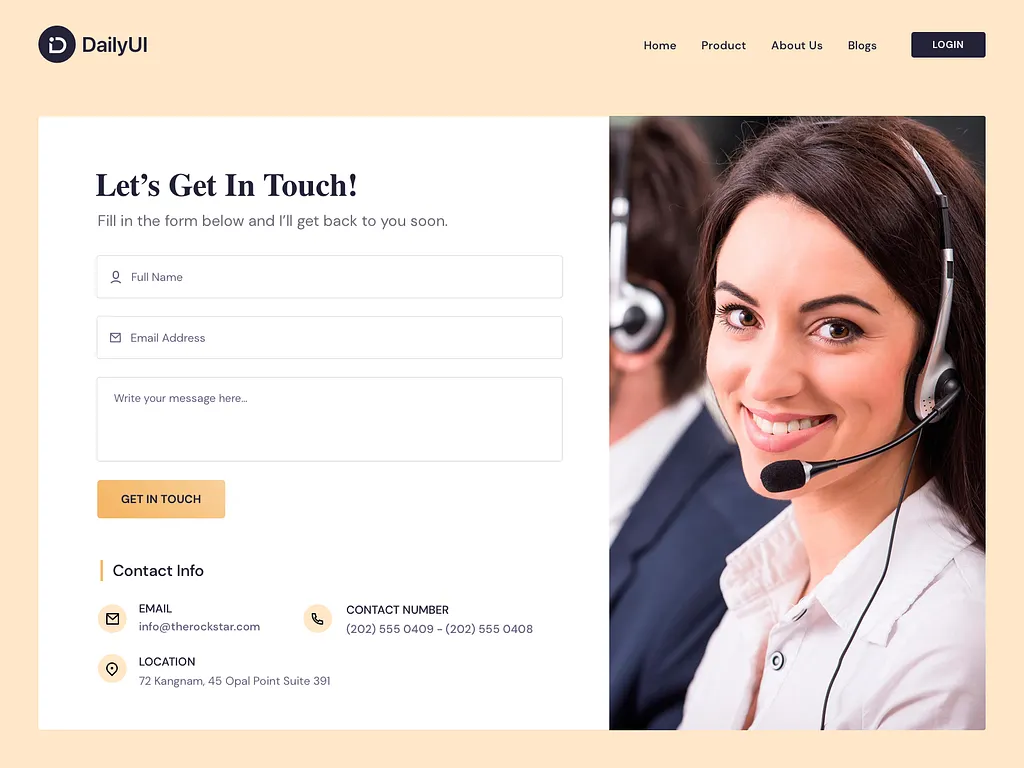 DailyUI
Home Product About Us Blogs LOGIN
Let's Get In Touch!
Fill in the form below and I'll get back to you soon.
Full Name
Email Address
Write your message here...
GET IN TOUCH
Contact Info
EMAIL
info@therockstar.com
CONTACT NUMBER
(202) 555 0409 - (202) 555 0408
LOCATION
72 Kangnam, 45 Opal Point Suite 391